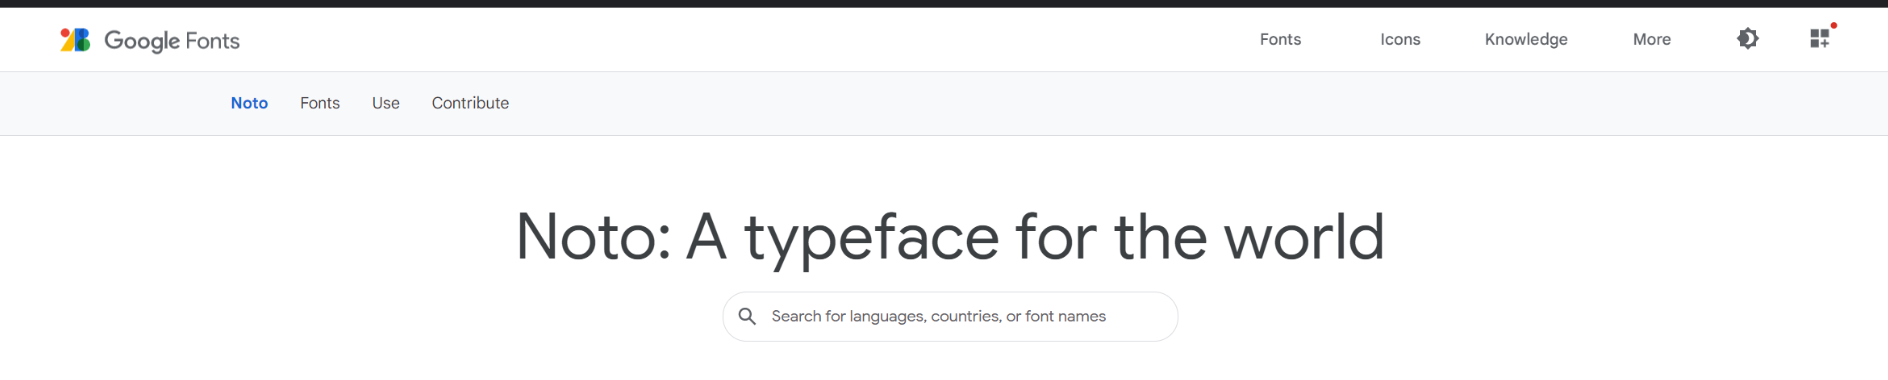 Google Fonts
Fonts Icons Knowledge More
Noto Fonts Use Contribute
Noto: A typeface for the world
Search for languages, countries, or font names